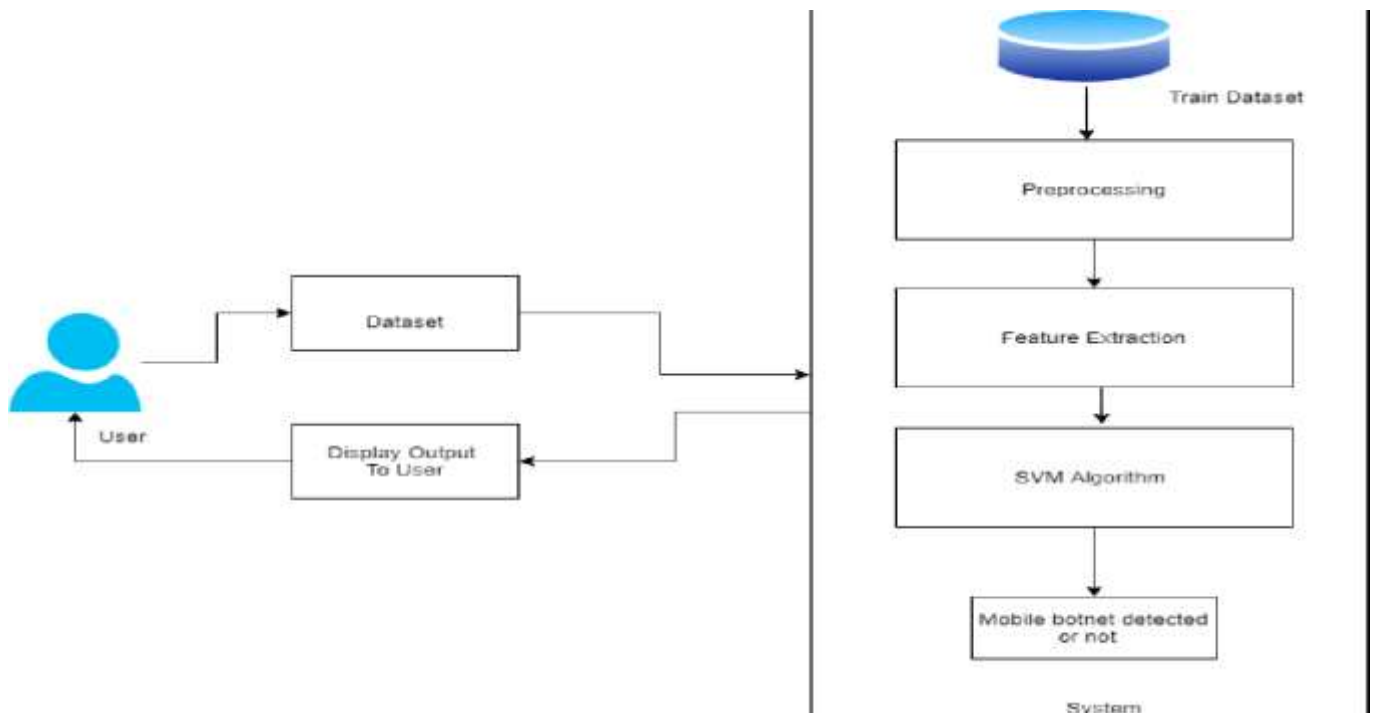 Train Dataset
Preprocessing
Dataset
Feature Extraction
User
Display Output
To User
SVM Algorithm
Mobile botnet detected
or not
System